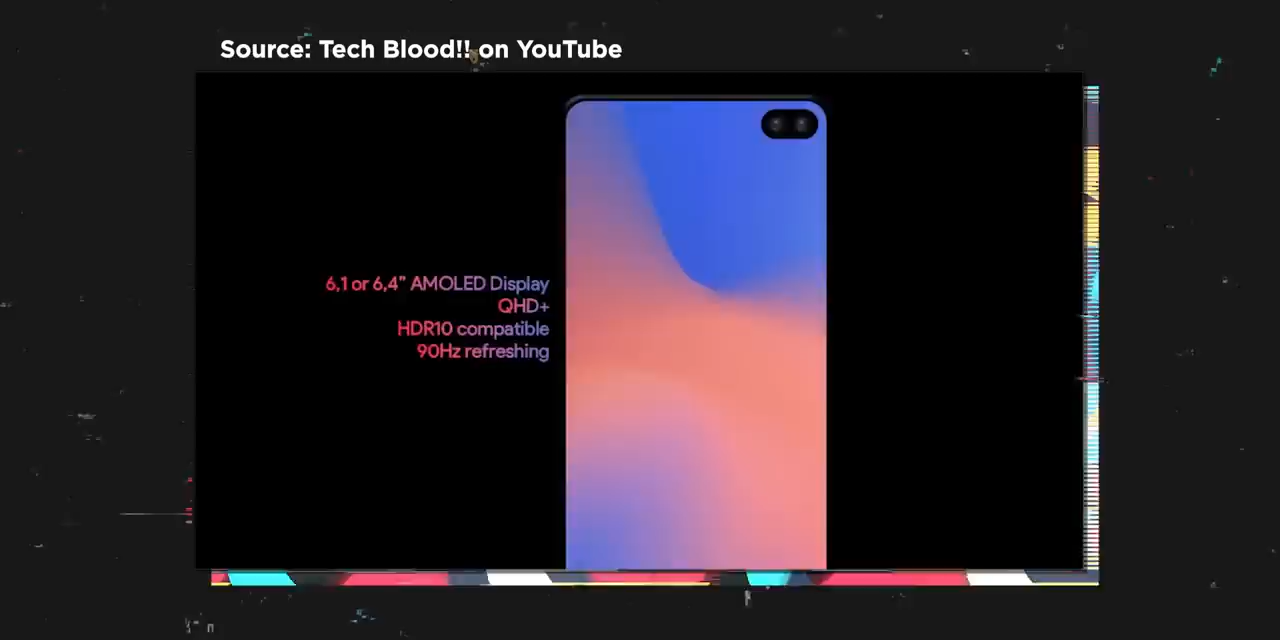 Source: Tech Blood!! on YouTube
6,1 or 6,4” AMOLED Display
QHD+
HDR10 compatible
90Hz refreshing